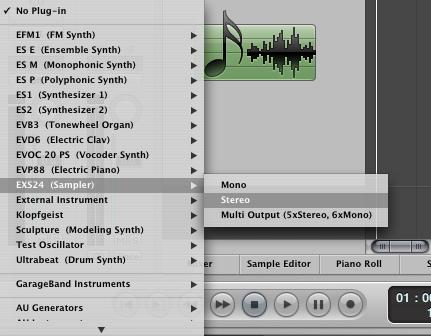 ✓ No Plug-in
EFM1 (FM Synth)
ES E (Ensemble Synth)
ES M (Monophonic Synth)
ES P (Polyphonic Synth)
ES1 (Synthesizer 1)
ES2 (Synthesizer 2)
EVB3 (Tonewheel Organ)
EVD6 (Electric Clav)
EVOC 20 PS (Vocoder Synth)
EVP88 (Electric Piano)
EXS24 (Sampler)
Mono
Stereo
Multi Output (5xStereo, 6xMono)
External Instrument
Klopfgeist
Sculpture (Modeling Synth)
Test Oscillator
Ultrabeat (Drum Synth)
GarageBand Instruments
AU Generators
Sample Editor
Piano Roll
01 : 0